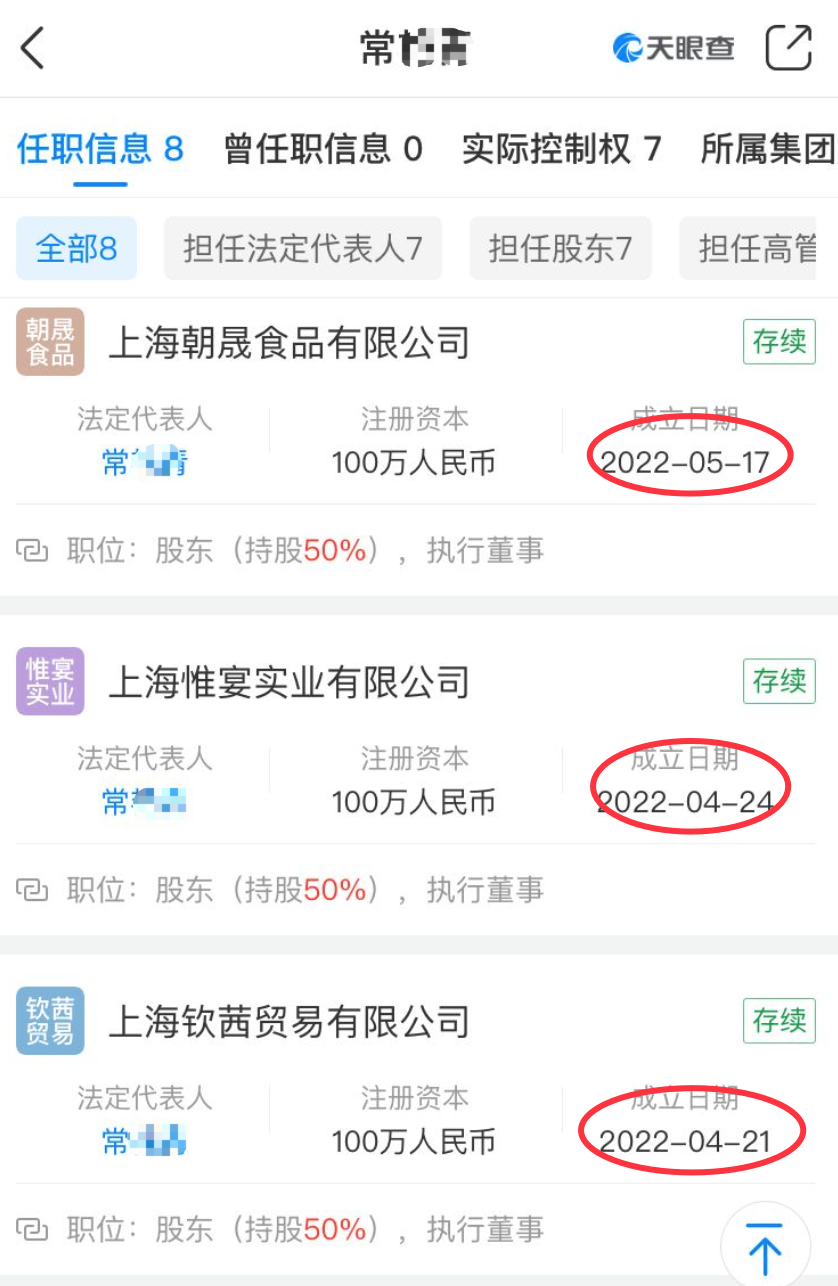 常
天眼查
任职信息 8 曾任职信息 0 实际控制权 7 所属集团
全部8 担任法定代表人7 担任股东7 担任高管
朝晟
食品
上海朝晟食品有限公司 存续
法定代表人 注册资本 成立日期
常 100万人民币 2022-05-17
职位：股东（持股50%），执行董事
惟宴
实业
上海惟宴实业有限公司 存续
法定代表人 注册资本 成立日期
常 100万人民币 2022-04-24
职位：股东（持股50%），执行董事
钦茜
贸易
上海钦茜贸易有限公司 存续
法定代表人 注册资本 成立日期
常 100万人民币 2022-04-21
职位：股东（持股50%），执行董事